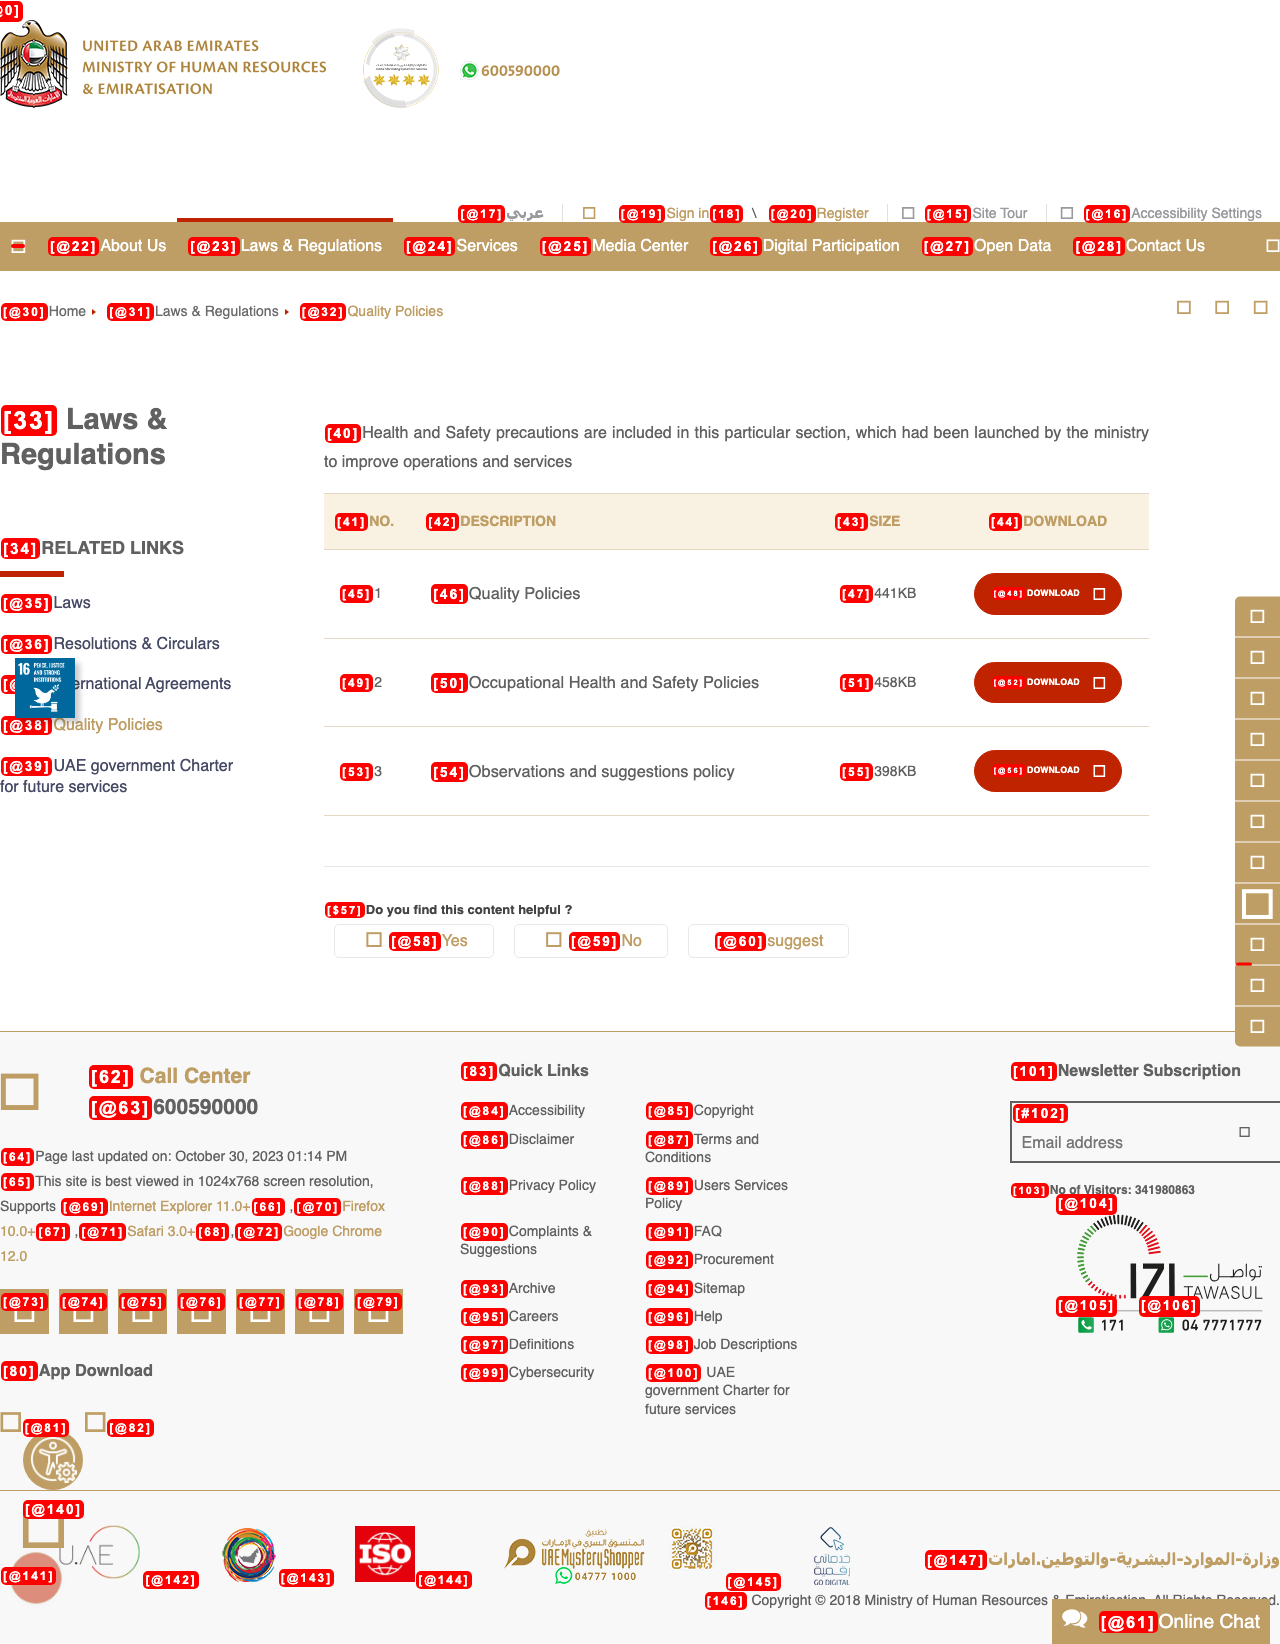 @0]
UNITED ARAB EMIRATES
MINISTRY OF HUMAN RESOURCES
& EMIRATISATION
600590000
[@17] عربي
[@19] Sign in [18] \ [@20] Register
[@15] Site Tour
[@16] Accessibility Settings
[@22] About Us
[@23] Laws & Regulations
[@24] Services
[@25] Media Center
[@26] Digital Participation
[@27] Open Data
[@28] Contact Us
[@30] Home
[@31] Laws & Regulations
[@32] Quality Policies
[33] Laws &
Regulations
[34] RELATED LINKS
[@35] Laws
[@36] Resolutions & Circulars
16 PEACE, JUSTICE
AND STRONG
INSTITUTIONS
ernational Agreements
[@38] Quality Policies
[@39] UAE government Charter
for future services
[40] Health and Safety precautions are included in this particular section, which had been launched by the ministry
to improve operations and services
[41] NO. [42] DESCRIPTION [43] SIZE [44] DOWNLOAD
[45] 1 [46] Quality Policies [47] 441KB [@48] DOWNLOAD
[49] 2 [50] Occupational Health and Safety Policies [51] 458KB [@52] DOWNLOAD
[53] 3 [54] Observations and suggestions policy [55] 398KB [@56] DOWNLOAD
[$57] Do you find this content helpful ?
[@58] Yes [@59] No [@60] suggest
[62] Call Center
[@63] 600590000
[64] Page last updated on: October 30, 2023 01:14 PM
[65] This site is best viewed in 1024x768 screen resolution,
Supports [@69] Internet Explorer 11.0+ [66] , [@70] Firefox
10.0+ [67] , [@71] Safari 3.0+ [68] , [@72] Google Chrome
12.0
[@73] [@74] [@75] [@76] [@77] [@78] [@79]
[80] App Download
[@81] [@82]
[83] Quick Links
[@84] Accessibility
[@85] Copyright
[@86] Disclaimer
[@87] Terms and
Conditions
[@88] Privacy Policy
[@89] Users Services
Policy
[@90] Complaints &
Suggestions
[@91] FAQ
[@92] Procurement
[@93] Archive
[@94] Sitemap
[@95] Careers
[@96] Help
[@97] Definitions
[@98] Job Descriptions
[@99] Cybersecurity
[@100] UAE
government Charter for
future services
[101] Newsletter Subscription
[#102]
Email address
[103] No of Visitors: 341980863
[@104]
171 تواصل
TAWASUL
[@105] [@106]
171 04 7771777
[@140]
[@141]
U.AE
[@142]
[@143]
ISO
[@144]
تطبيق
المتسوق السري في الإمارات
UAE Mystery Shopper
04777 1000
[@145]
خدماتي
رقمية
GO DIGITAL
[@147] وزارة-الموارد-البشرية-والتوطين.امارات
[146] Copyright © 2018 Ministry of Human Resources & Emiratisation. All Rights Reserved.
[@61] Online Chat